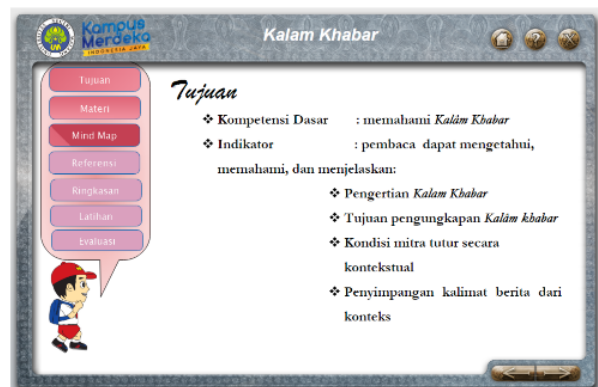 Kampus
Merdeka
INDONESIA JAYA
Kalam Khabar
Tujuan
Materi
Mind Map
Referensi
Ringkasan
Latihan
Evaluasi
Tujuan
❖ Kompetensi Dasar : memahami Kalâm Khabar
❖ Indikator : pembaca dapat mengetahui,
memahami, dan menjelaskan:
❖ Pengertian Kalam Khabar
❖ Tujuan pengungkapan Kalâm khabar
❖ Kondisi mitra tutur secara
kontekstual
❖ Penyimpangan kalimat berita dari
konteks